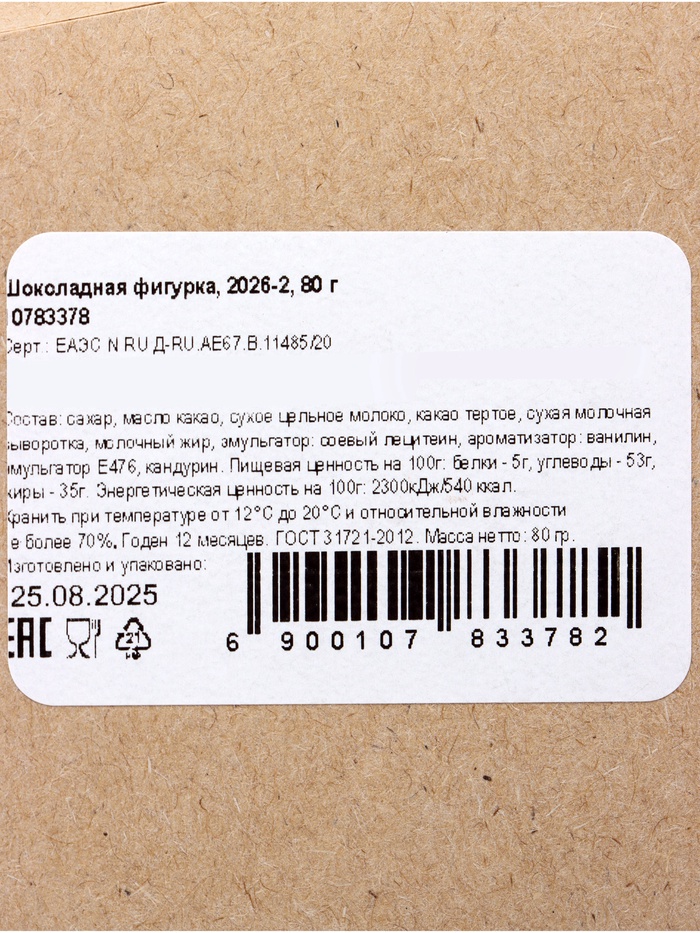 Шоколадная фигурка, 2026-2, 80 г
10783378
Серт.: ЕАЭС N RU Д-RU.АЕ67.В.11485/20
Состав: сахар, масло какао, сухое цельное молоко, какао тертое, сухая молочная
сыворотка, молочный жир, эмульгатор: соевый лецитеин, ароматизатор: ванилин,
эмульгатор Е476, кандурин. Пищевая ценность на 100г: белки - 5г, углеводы - 53г,
жиры - 35г. Энергетическая ценность на 100г: 2300кДж/540 ккал.
Хранить при температуре от 12°С до 20°С и относительной влажности
не более 70%. Годен 12 месяцев. ГОСТ 31721-2012. Масса нетто: 80 гр.
Изготовлено и упаковано:
25.08.2025
ЕАС
21
6 900107 833782